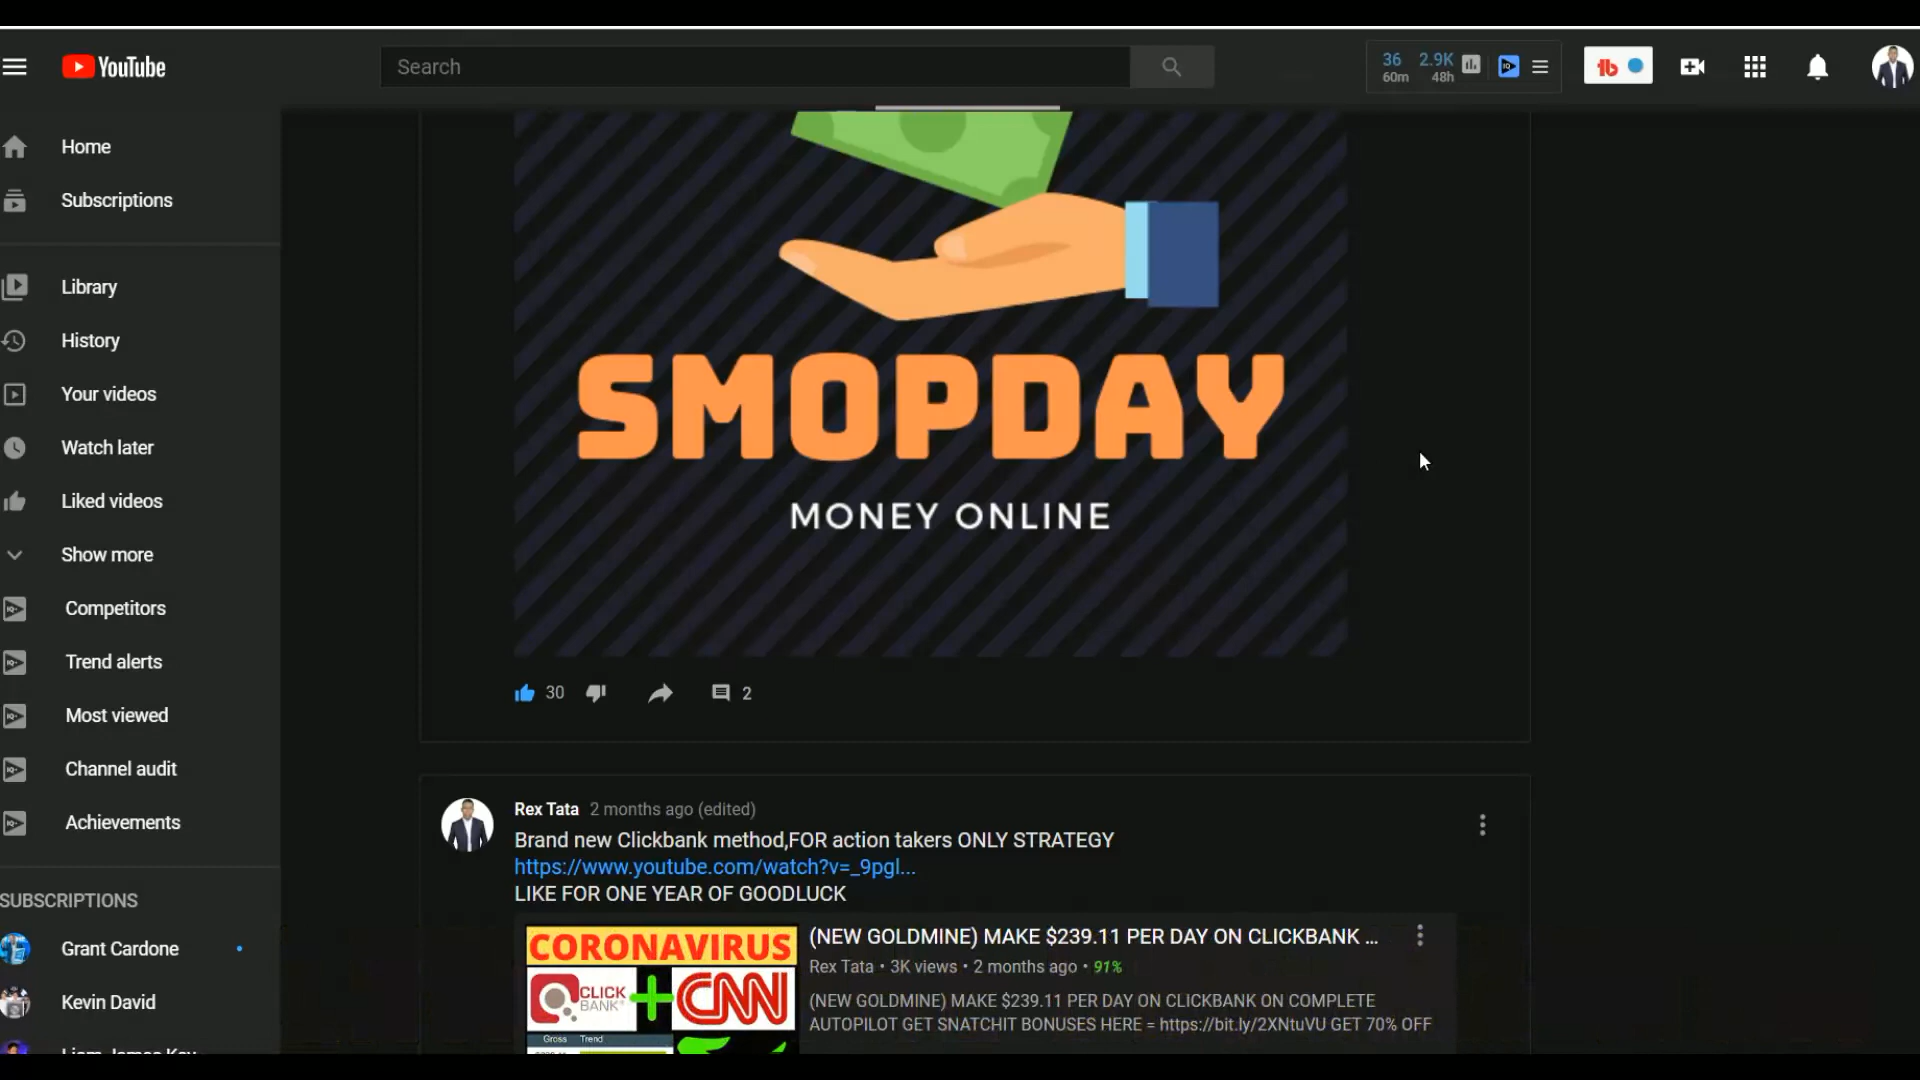 YouTube
Search
36 2.9K
60m 48h
Home
Subscriptions
Library
History
Your videos
Watch later
Liked videos
Show more
Competitors
Trend alerts
Most viewed
Channel audit
Achievements
SUBSCRIPTIONS
Grant Cardone
Kevin David
SMOPDAY
MONEY ONLINE
30 2
Rex Tata 2 months ago (edited)
Brand new Clickbank method,FOR action takers ONLY STRATEGY
https://www.youtube.com/watch?v=_9pgl...
LIKE FOR ONE YEAR OF GOODLUCK
CORONAVIRUS
CLICK
BANK
CNN
Gross Trend
(NEW GOLDMINE) MAKE $239.11 PER DAY ON CLICKBANK ...
Rex Tata • 3K views • 2 months ago • 91%
(NEW GOLDMINE) MAKE $239.11 PER DAY ON CLICKBANK ON COMPLETE
AUTOPILOT GET SNATCHIT BONUSES HERE = https://bit.ly/2XNtuVU GET 70% OFF